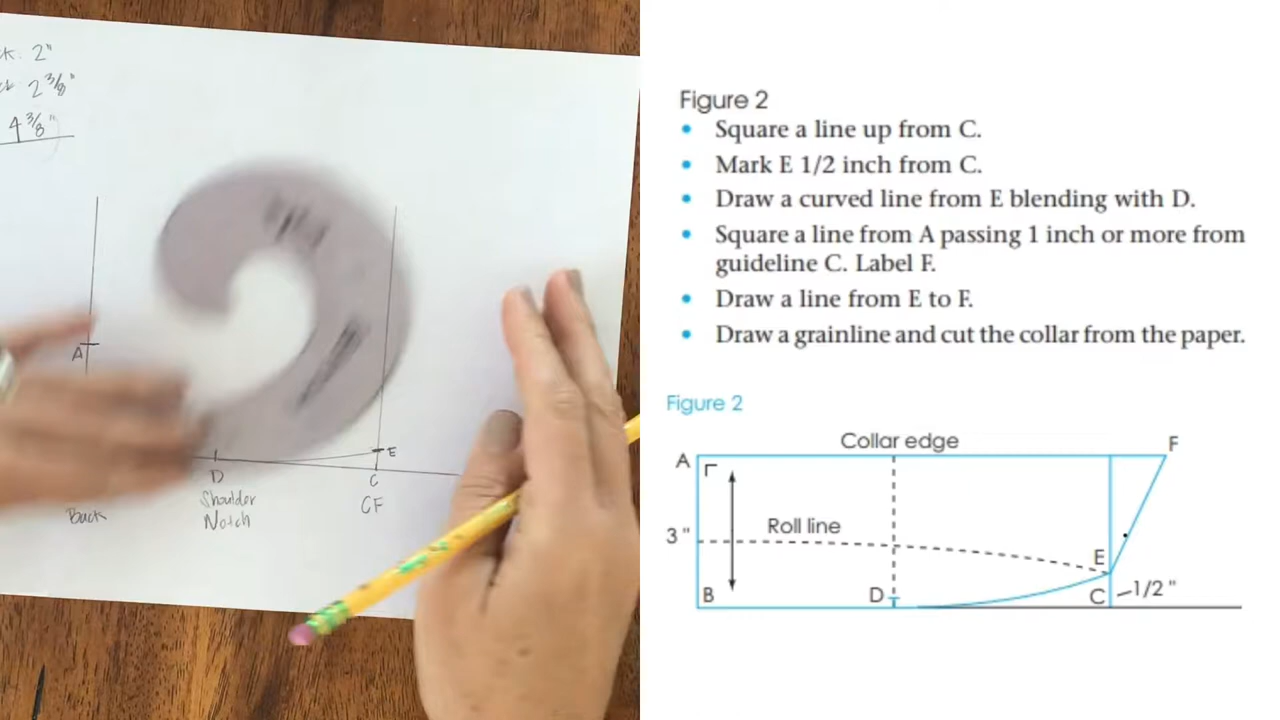 2"
2 3/8"
4 3/8"
A
E
D
C
Shoulder
Notch
CF
Back
Figure 2
• Square a line up from C.
• Mark E 1/2 inch from C.
• Draw a curved line from E blending with D.
• Square a line from A passing 1 inch or more from
guideline C. Label F.
• Draw a line from E to F.
• Draw a grainline and cut the collar from the paper.
Figure 2
Collar edge
F
A
3"
Roll line
E
B
D
C
1/2"